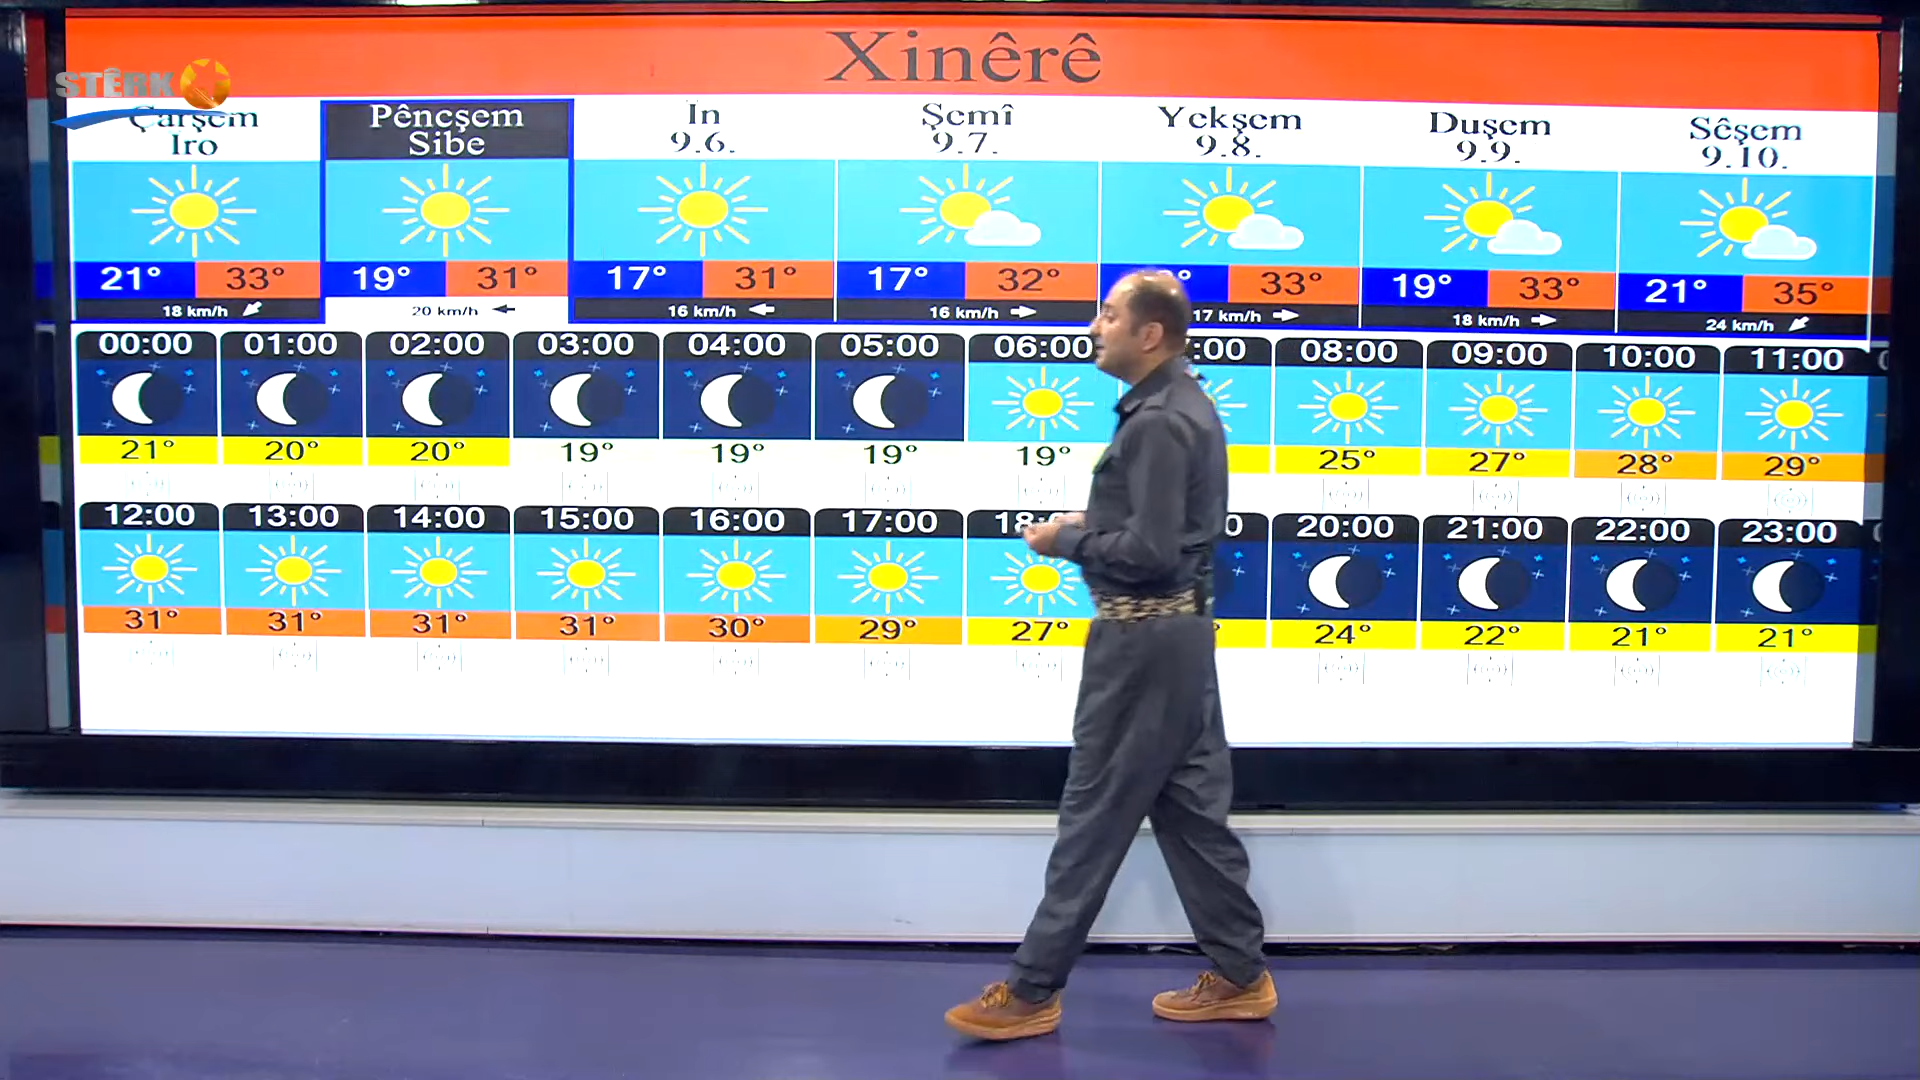 Xinêrê
STÊRK
Çarşem Pêncşem În Şemî Yekşem Duşem Sêşem
Iro Sibe 9.6. 9.7. 9.8. 9.9. 9.10.
21° 33° 19° 31° 17° 31° 17° 32° 33° 19° 33° 21° 35°
18 km/h 20 km/h 16 km/h 16 km/h 17 km/h 18 km/h 24 km/h
00:00 01:00 02:00 03:00 04:00 05:00 06:00 :00 08:00 09:00 10:00 11:00
21° 20° 20° 19° 19° 19° 19° 25° 27° 28° 29°
12:00 13:00 14:00 15:00 16:00 17:00 18: 20:00 21:00 22:00 23:00
31° 31° 31° 31° 30° 29° 27° 24° 22° 21° 21°